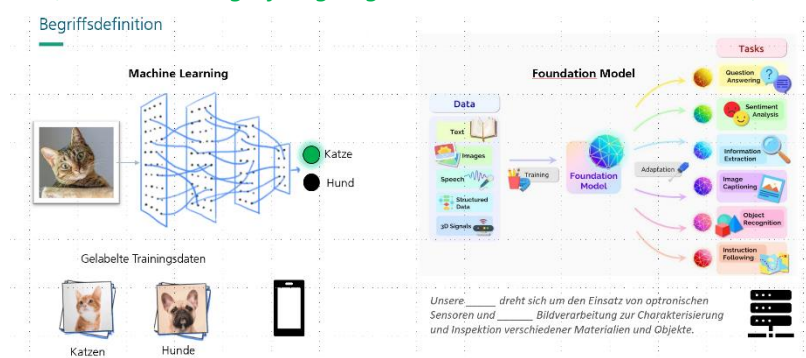 Begriffsdefinition
Machine Learning
Katze
Hund
Gelabelte Trainingsdaten
Katzen
Hunde
Foundation Model
Data
Text
Images
Speech
Structured
Data
3D Signals
Training
Foundation
Model
Adaptation
Tasks
Question
Answering
Sentiment
Analysis
Information
Extraction
Image
Captioning
Object
Recognition
Instruction
Following
Unsere _____ dreht sich um den Einsatz von optronischen
Sensoren und ______ Bildverarbeitung zur Charakterisierung
und Inspektion verschiedener Materialien und Objekte.